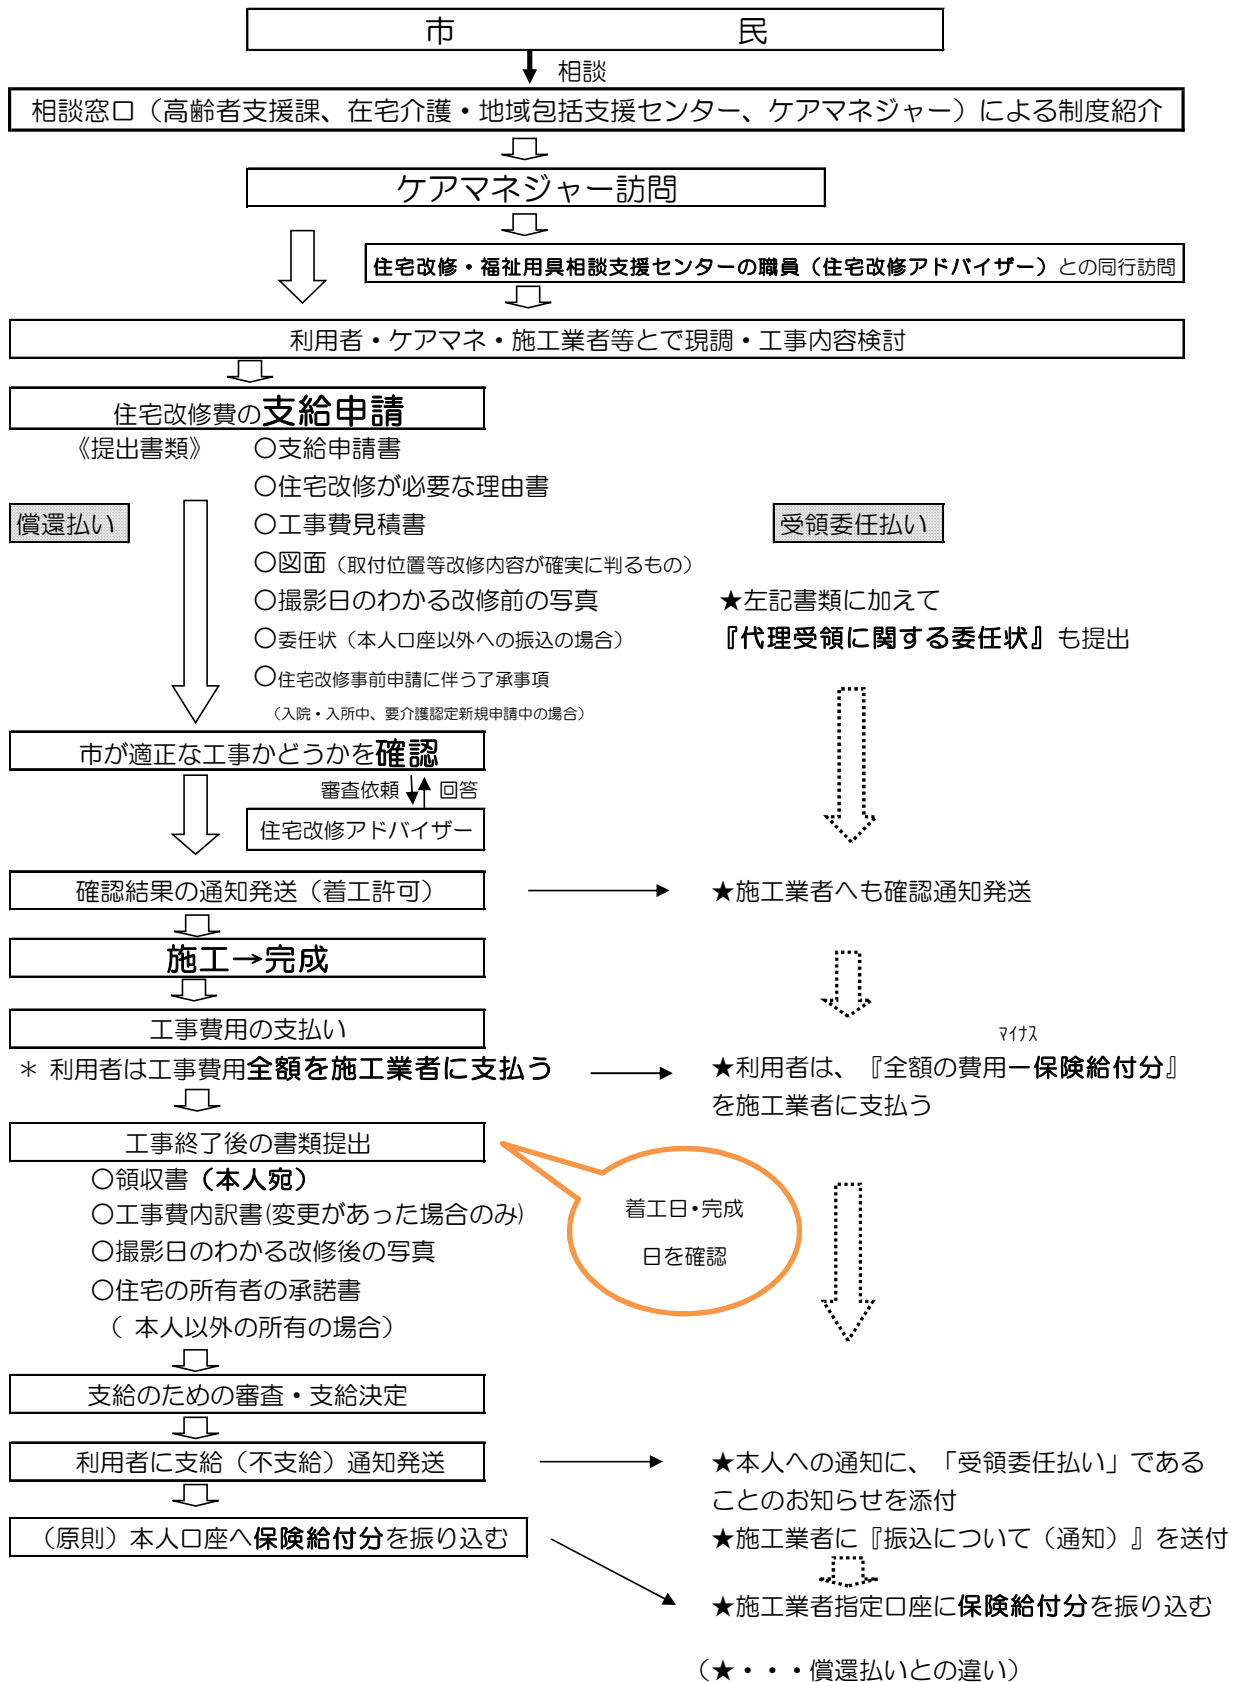 市　民
相談
相談窓口（高齢者支援課、在宅介護・地域包括支援センター、ケアマネジャー）による制度紹介
ケアマネジャー訪問
住宅改修・福祉用具相談支援センターの職員（住宅改修アドバイザー）との同行訪問
利用者・ケアマネ・施工業者等とで現調・工事内容検討
住宅改修費の支給申請
《提出書類》　〇支給申請書
〇住宅改修が必要な理由書
償還払い
〇工事費見積書
受領委任払い
〇図面（取付位置等改修内容が確実に判るもの）
〇撮影日のわかる改修前の写真
★左記書類に加えて
〇委任状（本人口座以外への振込の場合）
『代理受領に関する委任状』も提出
〇住宅改修事前申請に伴う了承事項
（入院・入所中、要介護認定新規申請中の場合）
市が適正な工事かどうかを確認
審査依頼　回答
住宅改修アドバイザー
確認結果の通知発送（着工許可）
★施工業者へも確認通知発送
施工→完成
工事費用の支払い
マイナス
＊ 利用者は工事費用全額を施工業者に支払う
★利用者は、『全額の費用ー保険給付分』
を施工業者に支払う
工事終了後の書類提出
〇領収書（本人宛）
〇工事費内訳書(変更があった場合のみ)
〇撮影日のわかる改修後の写真
〇住宅の所有者の承諾書
（ 本人以外の所有の場合）
着工日・完成
日を確認
支給のための審査・支給決定
利用者に支給（不支給）通知発送
★本人への通知に、「受領委任払い」である
ことのお知らせを添付
（原則）本人口座へ保険給付分を振り込む
★施工業者に『振込について（通知）』を送付
★施工業者指定口座に保険給付分を振り込む
（★・・・償還払いとの違い）